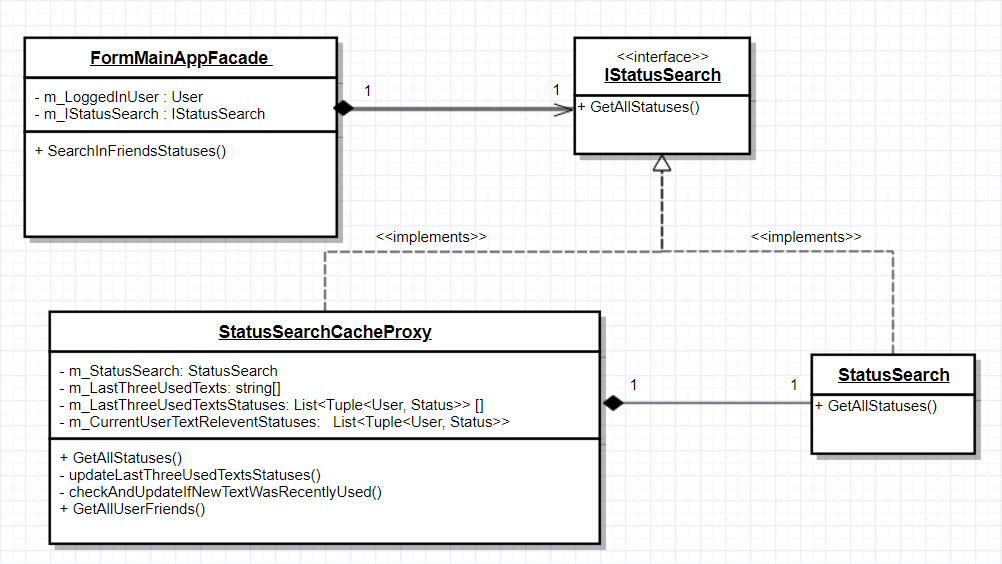 FormMainAppFacade
- m_LoggedInUser : User
- m_IStatusSearch : IStatusSearch
+ SearchInFriendsStatuses()
1
1
<<interface>>
IStatusSearch
+ GetAllStatuses()
<<implements>>
<<implements>>
StatusSearchCacheProxy
- m_StatusSearch: StatusSearch
- m_LastThreeUsedTexts: string[]
- m_LastThreeUsedTextsStatuses: List<Tuple<User, Status>> []
- m_CurrentUserTextReleventStatuses: List<Tuple<User, Status>>
+ GetAllStatuses()
- updateLastThreeUsedTextsStatuses()
- checkAndUpdateIfNewTextWasRecentlyUsed()
+ GetAllUserFriends()
1
1
StatusSearch
+ GetAllStatuses()